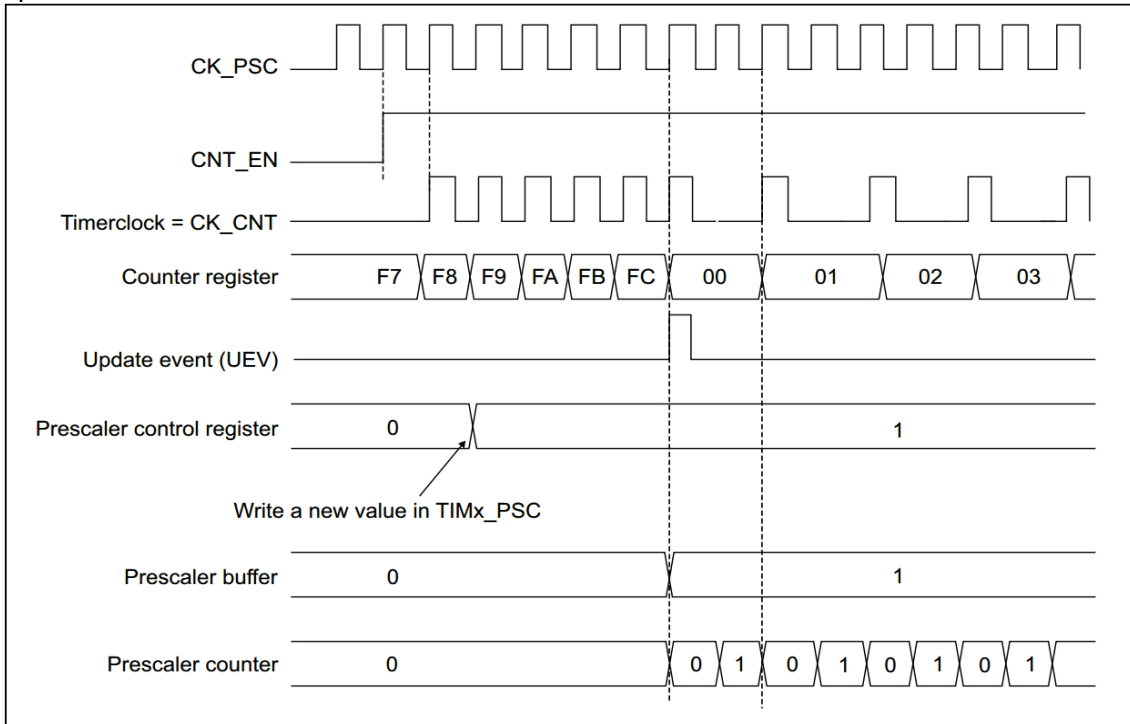 CK_PSC
CNT_EN
Timerclock = CK_CNT
Counter register F7 F8 F9 FA FB FC 00 01 02 03
Update event (UEV)
Prescaler control register 0 1
Write a new value in TIMx_PSC
Prescaler buffer 0 1
Prescaler counter 0 0 1 0 1 0 1 0 1